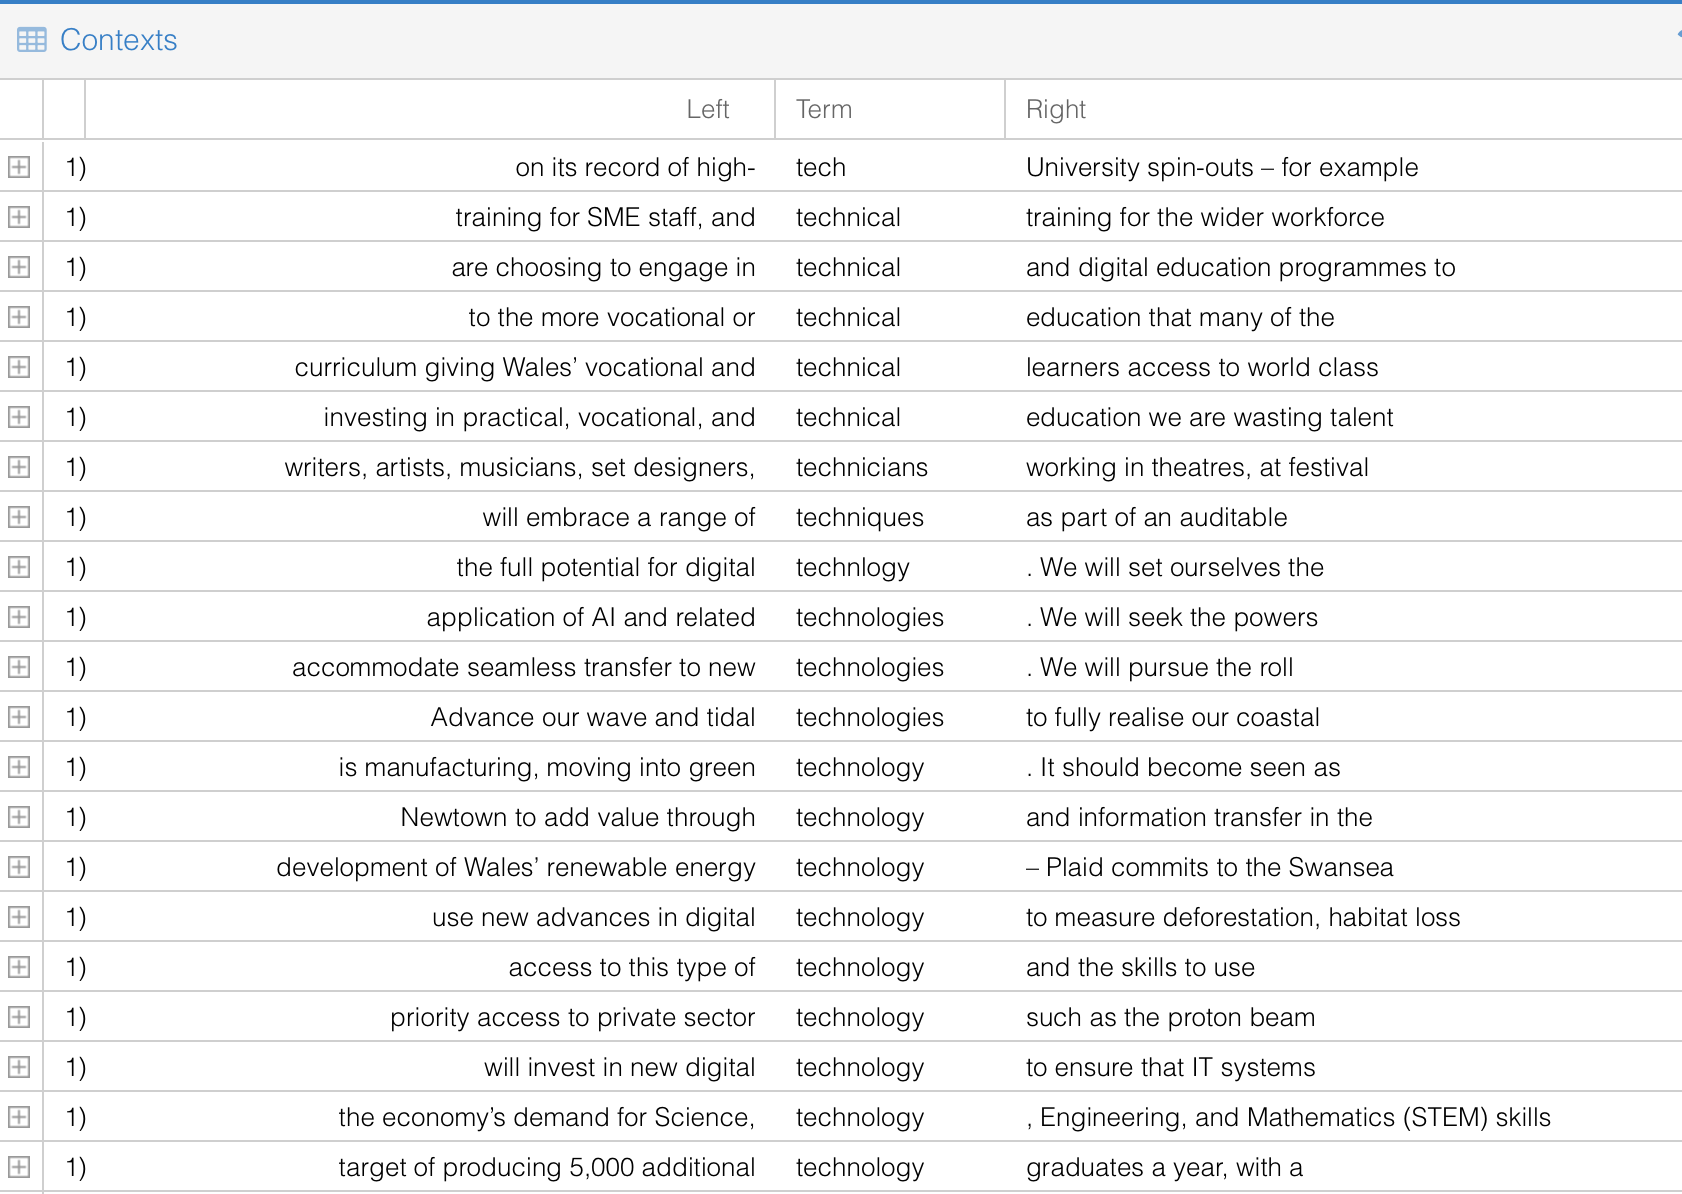 Contexts
Left Term Right
1) on its record of high- tech University spin-outs – for example
1) training for SME staff, and technical training for the wider workforce
1) are choosing to engage in technical and digital education programmes to
1) to the more vocational or technical education that many of the
1) curriculum giving Wales’ vocational and technical learners access to world class
1) investing in practical, vocational, and technical education we are wasting talent
1) writers, artists, musicians, set designers, technicians working in theatres, at festival
1) will embrace a range of techniques as part of an auditable
1) the full potential for digital technlogy . We will set ourselves the
1) application of AI and related technologies . We will seek the powers
1) accommodate seamless transfer to new technologies . We will pursue the roll
1) Advance our wave and tidal technologies to fully realise our coastal
1) is manufacturing, moving into green technology . It should become seen as
1) Newtown to add value through technology and information transfer in the
1) development of Wales’ renewable energy technology – Plaid commits to the Swansea
1) use new advances in digital technology to measure deforestation, habitat loss
1) access to this type of technology and the skills to use
1) priority access to private sector technology such as the proton beam
1) will invest in new digital technology to ensure that IT systems
1) the economy’s demand for Science, technology , Engineering, and Mathematics (STEM) skills
1) target of producing 5,000 additional technology graduates a year, with a